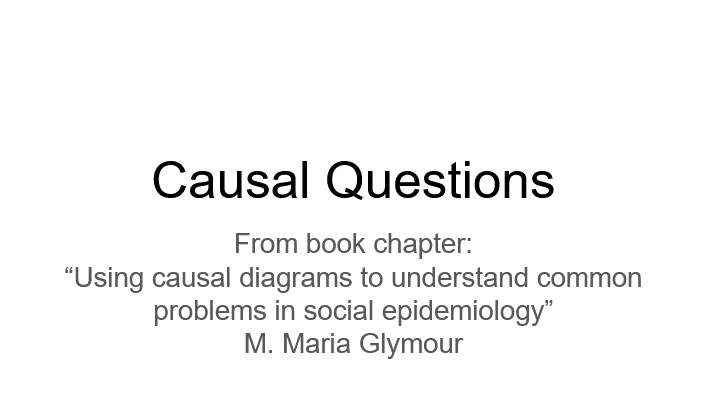 Causal Questions
From book chapter:
“Using causal diagrams to understand common
problems in social epidemiology”
M. Maria Glymour